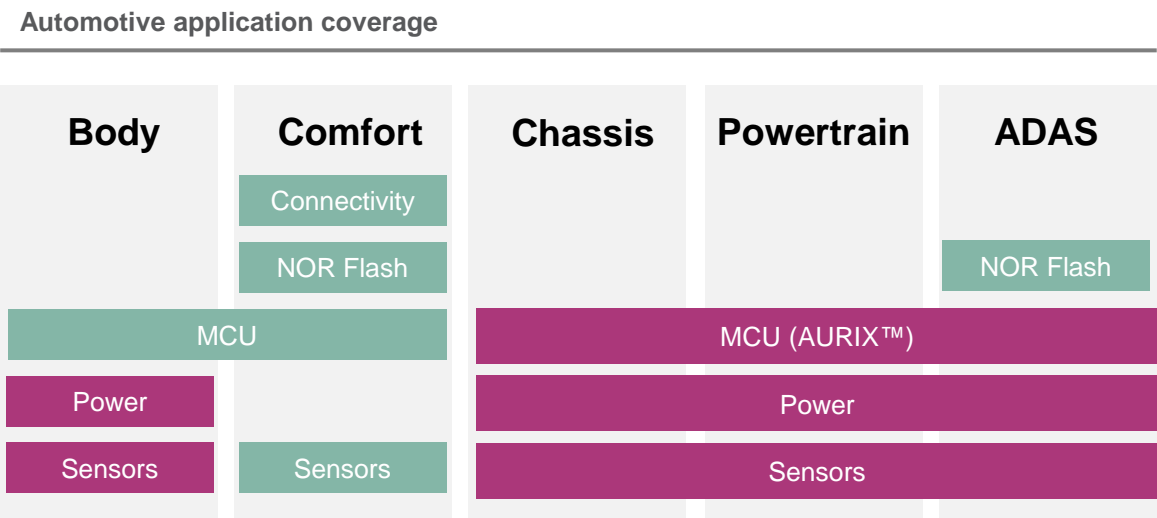 Automotive application coverage
Body Comfort Chassis Powertrain ADAS
Connectivity
NOR Flash NOR Flash
MCU MCU (AURIX™)
Power Power
Sensors Sensors Sensors